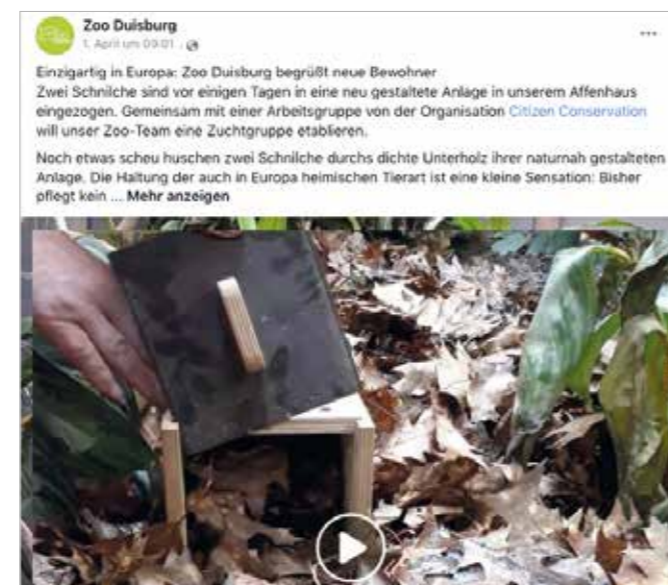 Zoo Duisburg
1. April um 09:01
Einzigartig in Europa: Zoo Duisburg begrüßt neue Bewohner
Zwei Schnilche sind vor einigen Tagen in eine neu gestaltete Anlage in unserem Affenhaus
eingezogen. Gemeinsam mit einer Arbeitsgruppe von der Organisation Citizen Conservation
will unser Zoo-Team eine Zuchtgruppe etablieren.
Noch etwas scheu huschen zwei Schnilche durchs dichte Unterholz ihrer naturnah gestalteten
Anlage. Die Haltung der auch in Europa heimischen Tierart ist eine kleine Sensation: Bisher
pflegt kein ... Mehr anzeigen